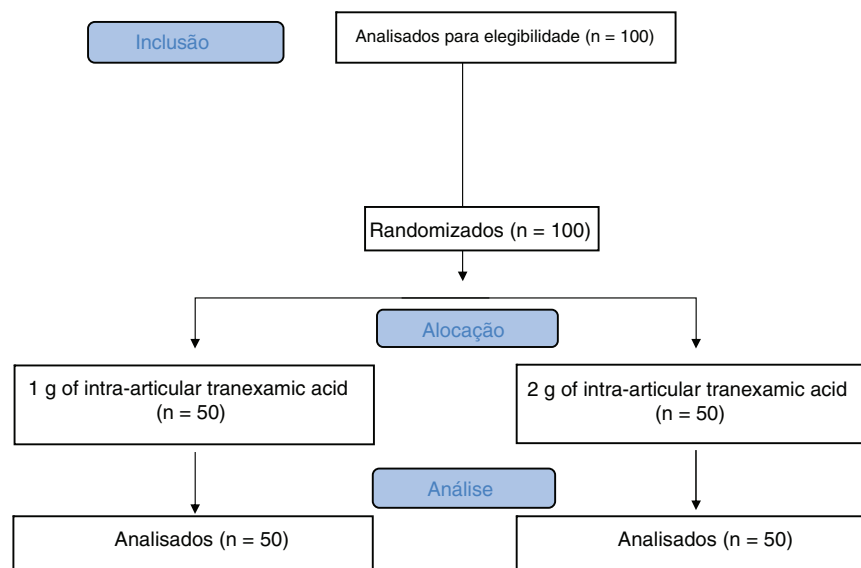 Inclusão
Analisados para elegibilidade (n = 100)
Randomizados (n = 100)
Alocação
1 g of intra-articular tranexamic acid
(n = 50)
2 g of intra-articular tranexamic acid
(n = 50)
Análise
Analisados (n = 50)
Analisados (n = 50)